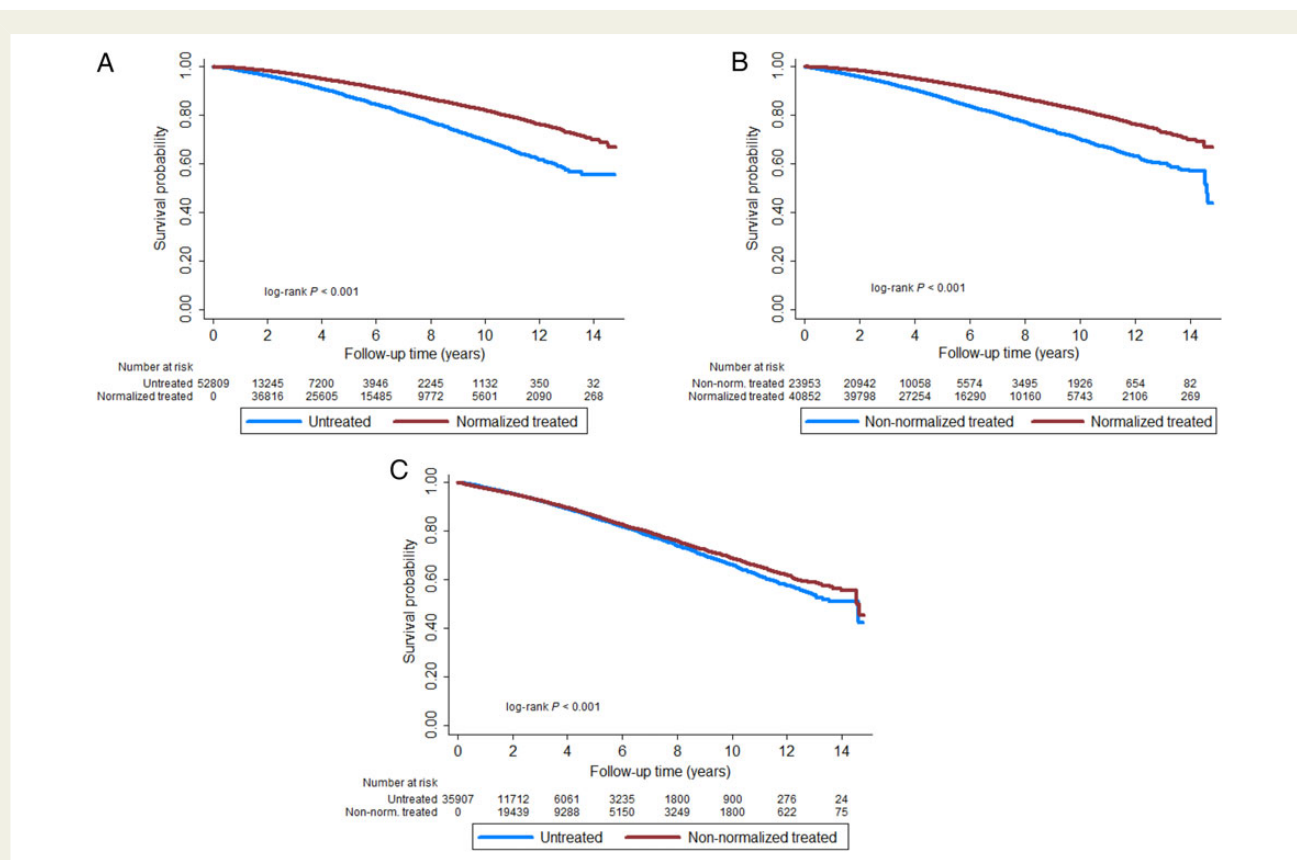 A
Survival probability
1.00
0.80
0.60
0.40
0.20
0.00
log-rank P < 0.001
0 2 4 6 8 10 12 14
Follow-up time (years)
Number at risk
Untreated 52809 13245 7200 3946 2245 1132 350 32
Normalized treated 0 36816 25605 15485 9772 5601 2090 268
Untreated Normalized treated
B
Survival probability
1.00
0.80
0.60
0.40
0.20
0.00
log-rank P < 0.001
0 2 4 6 8 10 12 14
Follow-up time (years)
Number at risk
Non-norm. treated 23953 20942 10058 5574 3495 1926 654 82
Normalized treated 40852 39798 27254 16290 10160 5743 2106 269
Non-normalized treated Normalized treated
C
Survival probability
1.00
0.80
0.60
0.40
0.20
0.00
log-rank P < 0.001
0 2 4 6 8 10 12 14
Follow-up time (years)
Number at risk
Untreated 35907 11712 6061 3235 1800 900 276 24
Non-norm. treated 0 19439 9288 5150 3249 1800 622 75
Untreated Non-normalized treated